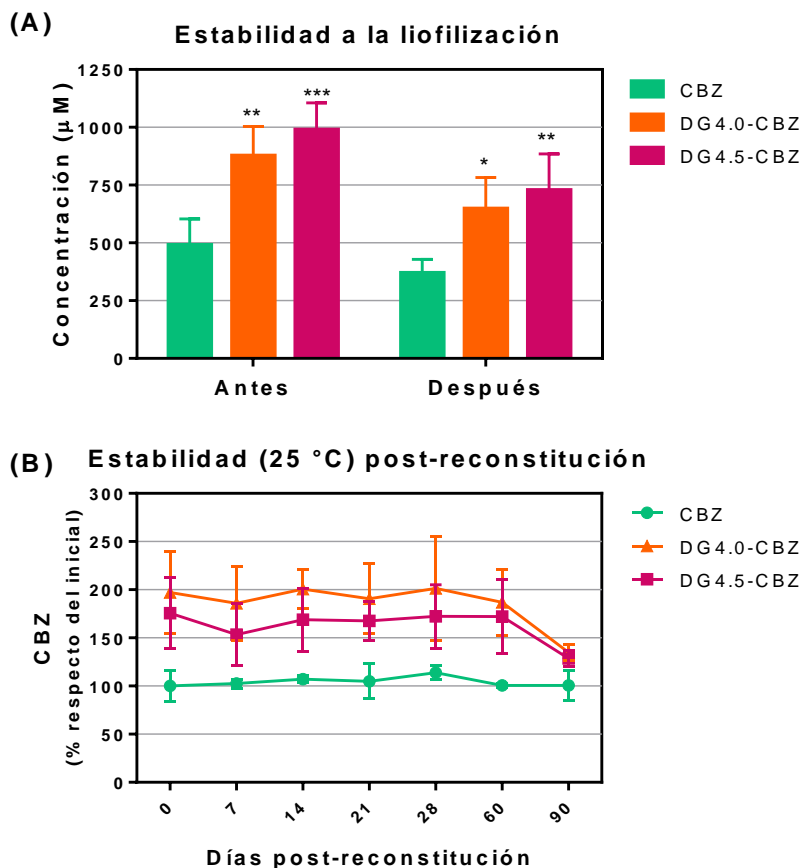 (A)
Estabilidad a la liofilización
Concentración (µM)
1250
1000
750
500
250
0
**
***
*
**
Antes
Después
CBZ
DG4.0-CBZ
DG4.5-CBZ
(B)
Estabilidad (25 °C) post-reconstitución
CBZ
(% respecto del inicial)
300
250
200
150
100
50
0
0
7
14
21
28
60
90
Días post-reconstitución
CBZ
DG4.0-CBZ
DG4.5-CBZ